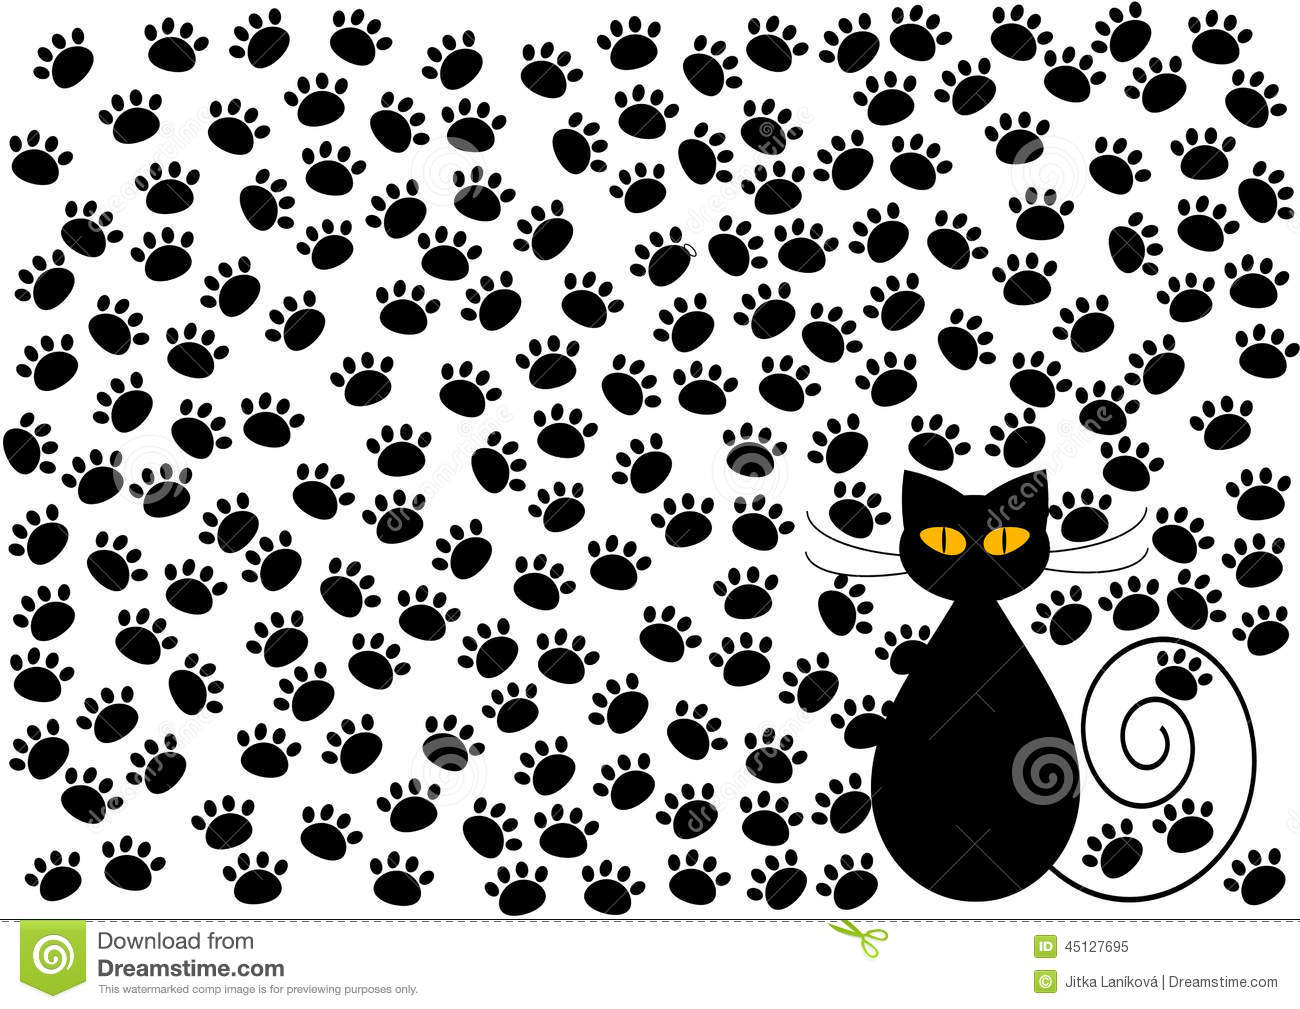 Download from
Dreamstime.com
This watermarked comp image is for previewing purposes only.
ID 45127695
© Jitka Laníková | Dreamstime.com